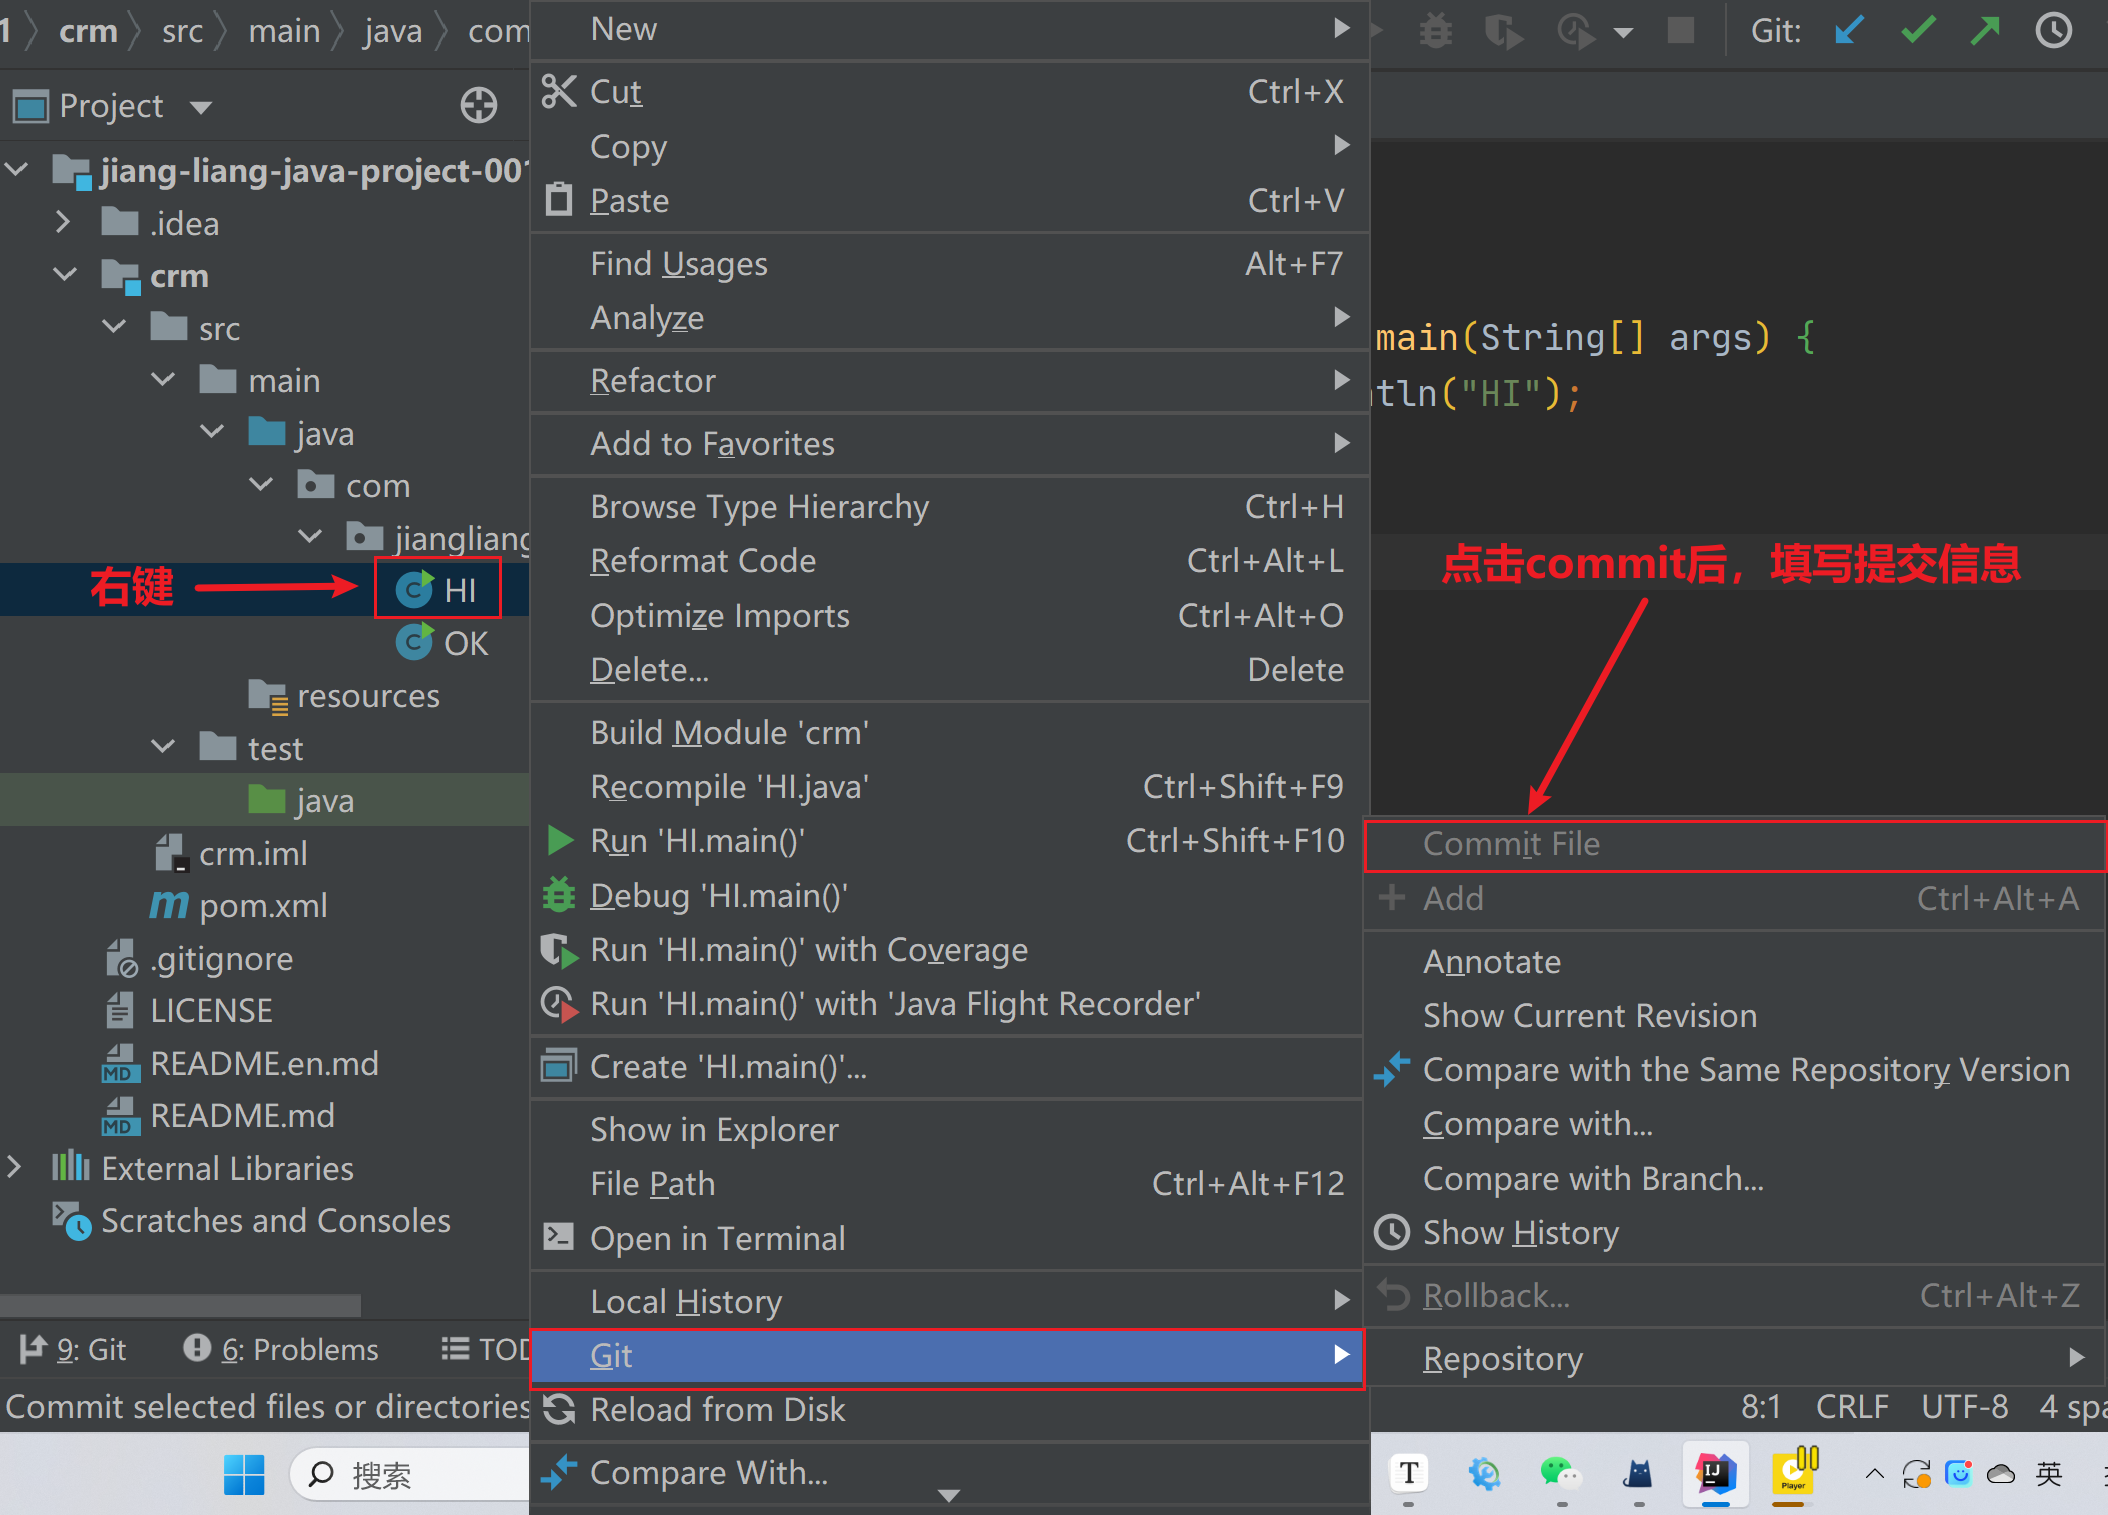 1 crm src main java com
Git:
Project
jiang-liang-java-project-001
.idea
crm
src
main
java
com
jiangliang
右键
HI
OK
resources
test
java
crm.iml
pom.xml
.gitignore
LICENSE
README.en.md
README.md
External Libraries
Scratches and Consoles
9: Git 6: Problems TOD
Commit selected files or directories
搜索
New
Cut Ctrl+X
Copy
Paste Ctrl+V
Find Usages Alt+F7
Analyze
Refactor
Add to Favorites
Browse Type Hierarchy Ctrl+H
Reformat Code Ctrl+Alt+L
Optimize Imports Ctrl+Alt+O
Delete... Delete
Build Module 'crm'
Recompile 'HI.java' Ctrl+Shift+F9
Run 'HI.main()' Ctrl+Shift+F10
Debug 'HI.main()'
Run 'HI.main()' with Coverage
Run 'HI.main()' with 'Java Flight Recorder'
Create 'HI.main()'...
Show in Explorer
File Path Ctrl+Alt+F12
Open in Terminal
Local History
Git
Reload from Disk
Compare With...
main(String[] args) {
tln("HI");
点击commit后，填写提交信息
Commit File
Add Ctrl+Alt+A
Annotate
Show Current Revision
Compare with the Same Repository Version
Compare with...
Compare with Branch...
Show History
Rollback... Ctrl+Alt+Z
Repository
8:1 CRLF UTF-8 4 spa
T
IJ
Player
英